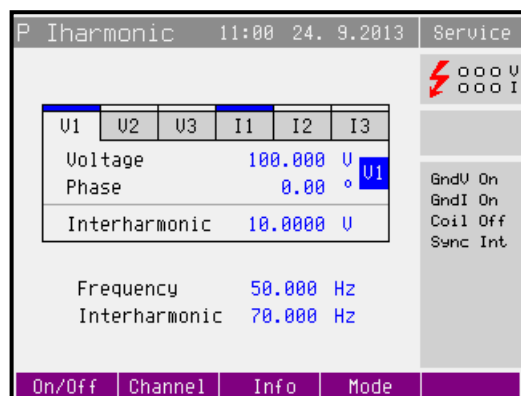 P Iharmonic 11:00 24. 9.2013 Service
ooo V
ooo I
V1 V2 V3 I1 I2 I3
Voltage 100.000 V
V1
Phase 0.00 °
Interharmonic 10.0000 V
GndU On
GndI On
Coil Off
Sync Int
Frequency 50.000 Hz
Interharmonic 70.000 Hz
On/Off Channel Info Mode